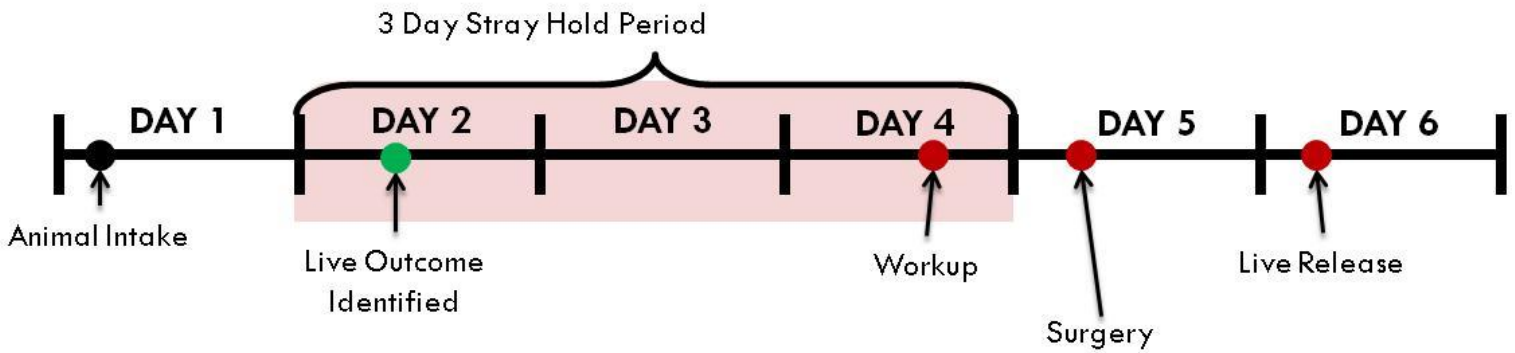 3 Day Stray Hold Period
DAY 1
DAY 2
DAY 3
DAY 4
DAY 5
DAY 6
Animal Intake
Live Outcome
Identified
Workup
Surgery
Live Release